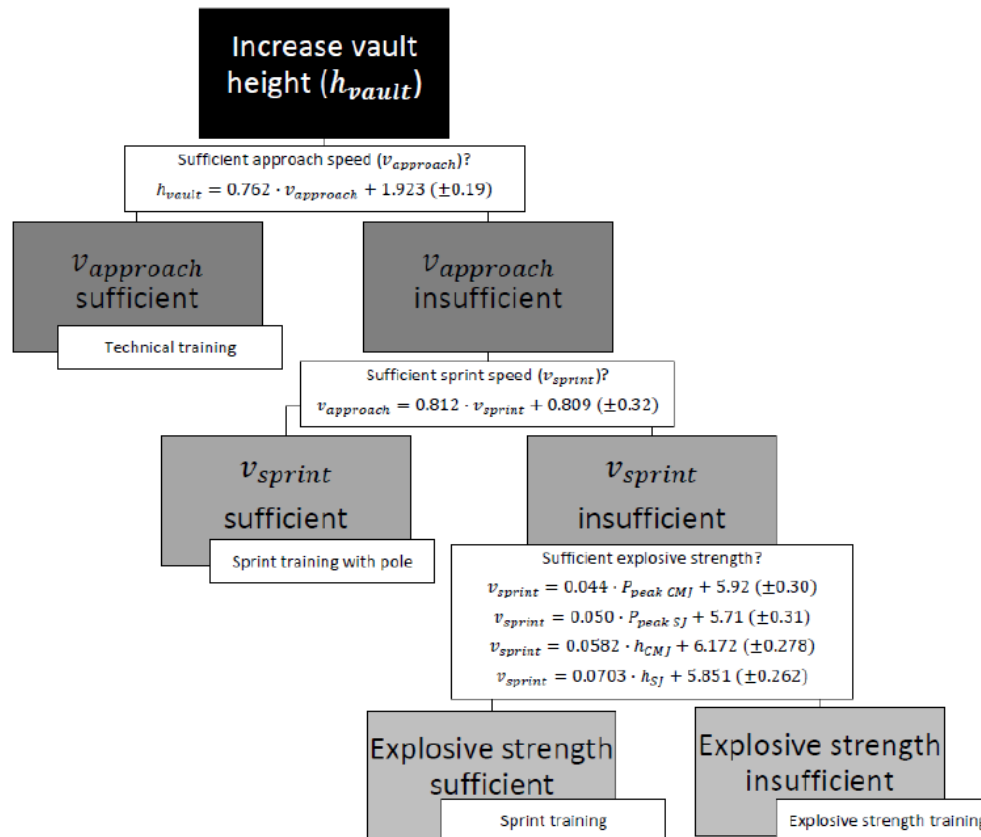 Increase vault
height (h_vault)
Sufficient approach speed (v_approach)?
h_vault = 0.762 · v_approach + 1.923 (±0.19)
v_approach
sufficient
Technical training
v_approach
insufficient
Sufficient sprint speed (v_sprint)?
v_approach = 0.812 · v_sprint + 0.809 (±0.32)
v_sprint
sufficient
Sprint training with pole
v_sprint
insufficient
Sufficient explosive strength?
v_sprint = 0.044 · P_peak CMJ + 5.92 (±0.30)
v_sprint = 0.050 · P_peak SJ + 5.71 (±0.31)
v_sprint = 0.0582 · h_CMJ + 6.172 (±0.278)
v_sprint = 0.0703 · h_SJ + 5.851 (±0.262)
Explosive strength
sufficient
Sprint training
Explosive strength
insufficient
Explosive strength training